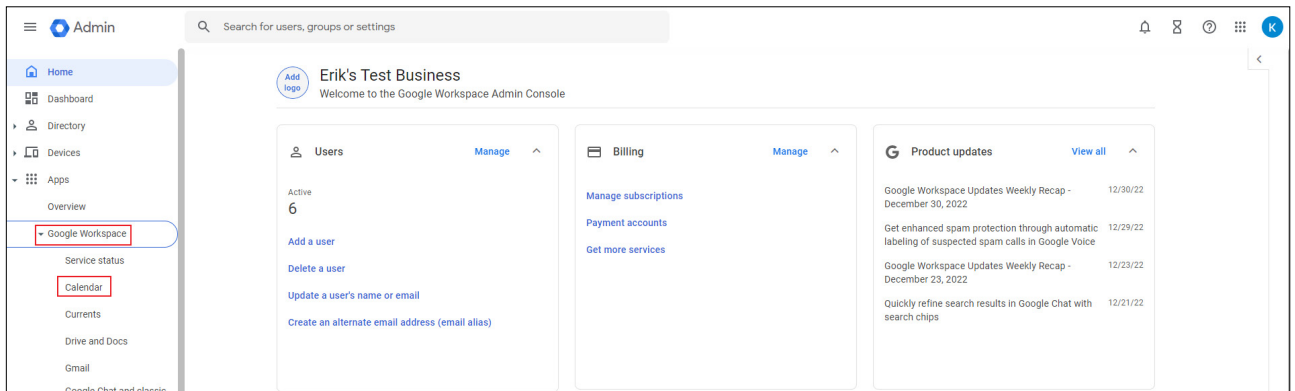 Admin
Search for users, groups or settings
K
Home
Dashboard
Directory
Devices
Apps
Overview
Google Workspace
Service status
Calendar
Currents
Drive and Docs
Gmail
Google Chat and classic
Add
logo
Erik's Test Business
Welcome to the Google Workspace Admin Console
Users
Manage
Active
6
Add a user
Delete a user
Update a user's name or email
Create an alternate email address (email alias)
Billing
Manage
Manage subscriptions
Payment accounts
Get more services
G Product updates
View all
Google Workspace Updates Weekly Recap - 12/30/22
December 30, 2022
Get enhanced spam protection through automatic 12/29/22
labeling of suspected spam calls in Google Voice
Google Workspace Updates Weekly Recap - 12/23/22
December 23, 2022
Quickly refine search results in Google Chat with 12/21/22
search chips